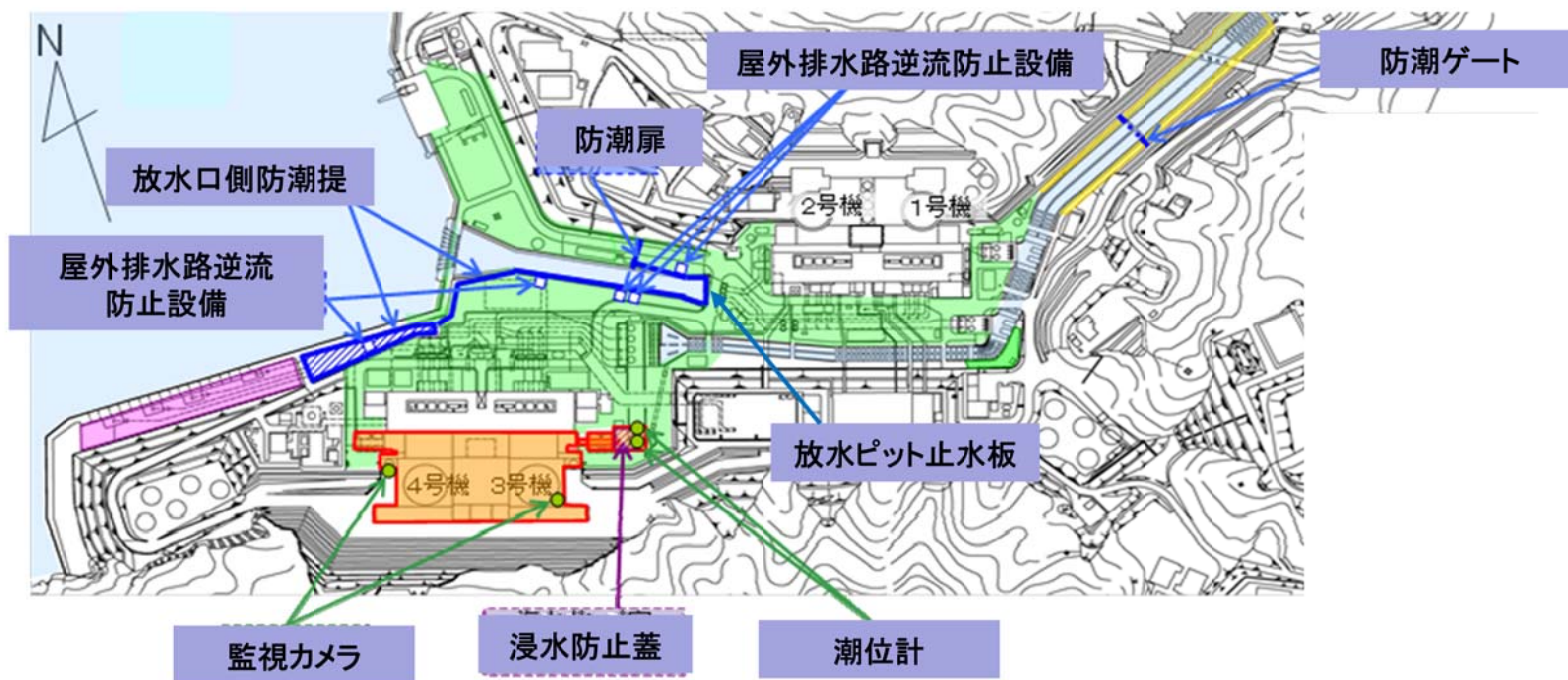 N
屋外排水路逆流防止設備
防潮ゲート
防潮扉
放水口側防潮提
2号機
1号機
屋外排水路逆流
防止設備
放水ピット止水板
4号機
3号機
監視カメラ
浸水防止蓋
潮位計